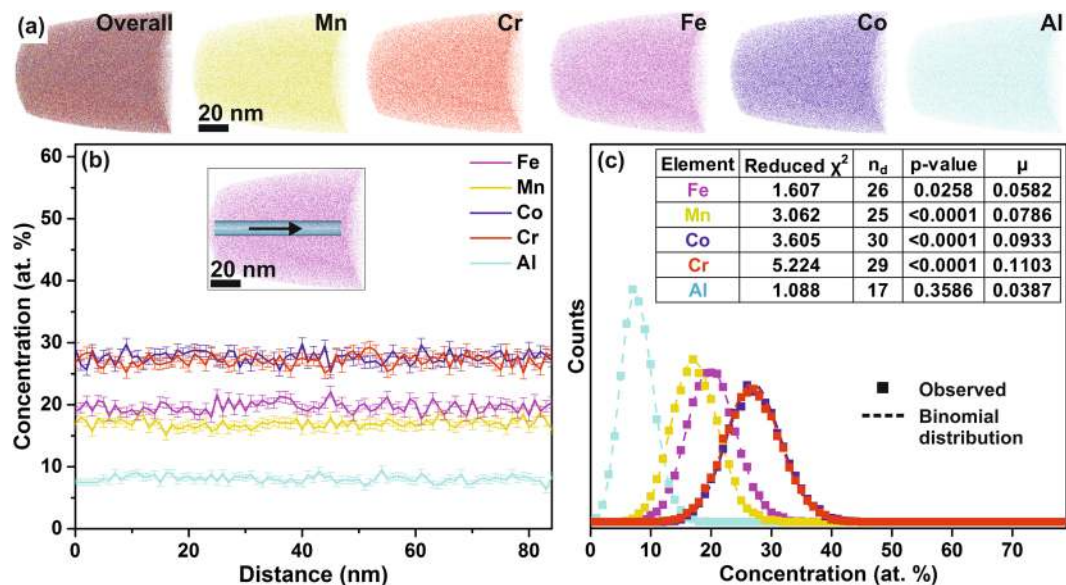 (a) Overall Mn Cr Fe Co Al
20 nm
(b)
Concentration (at. %)
60
50
40
30
20
10
0
0 20 40 60 80
Distance (nm)
20 nm
Fe
Mn
Co
Cr
Al
(c)
Element Reduced χ² n_d p-value μ
Fe 1.607 26 0.0258 0.0582
Mn 3.062 25 <0.0001 0.0786
Co 3.605 30 <0.0001 0.0933
Cr 5.224 29 <0.0001 0.1103
Al 1.088 17 0.3586 0.0387
Counts
Observed
Binomial
distribution
0 10 20 30 40 50 60 70
Concentration (at. %)